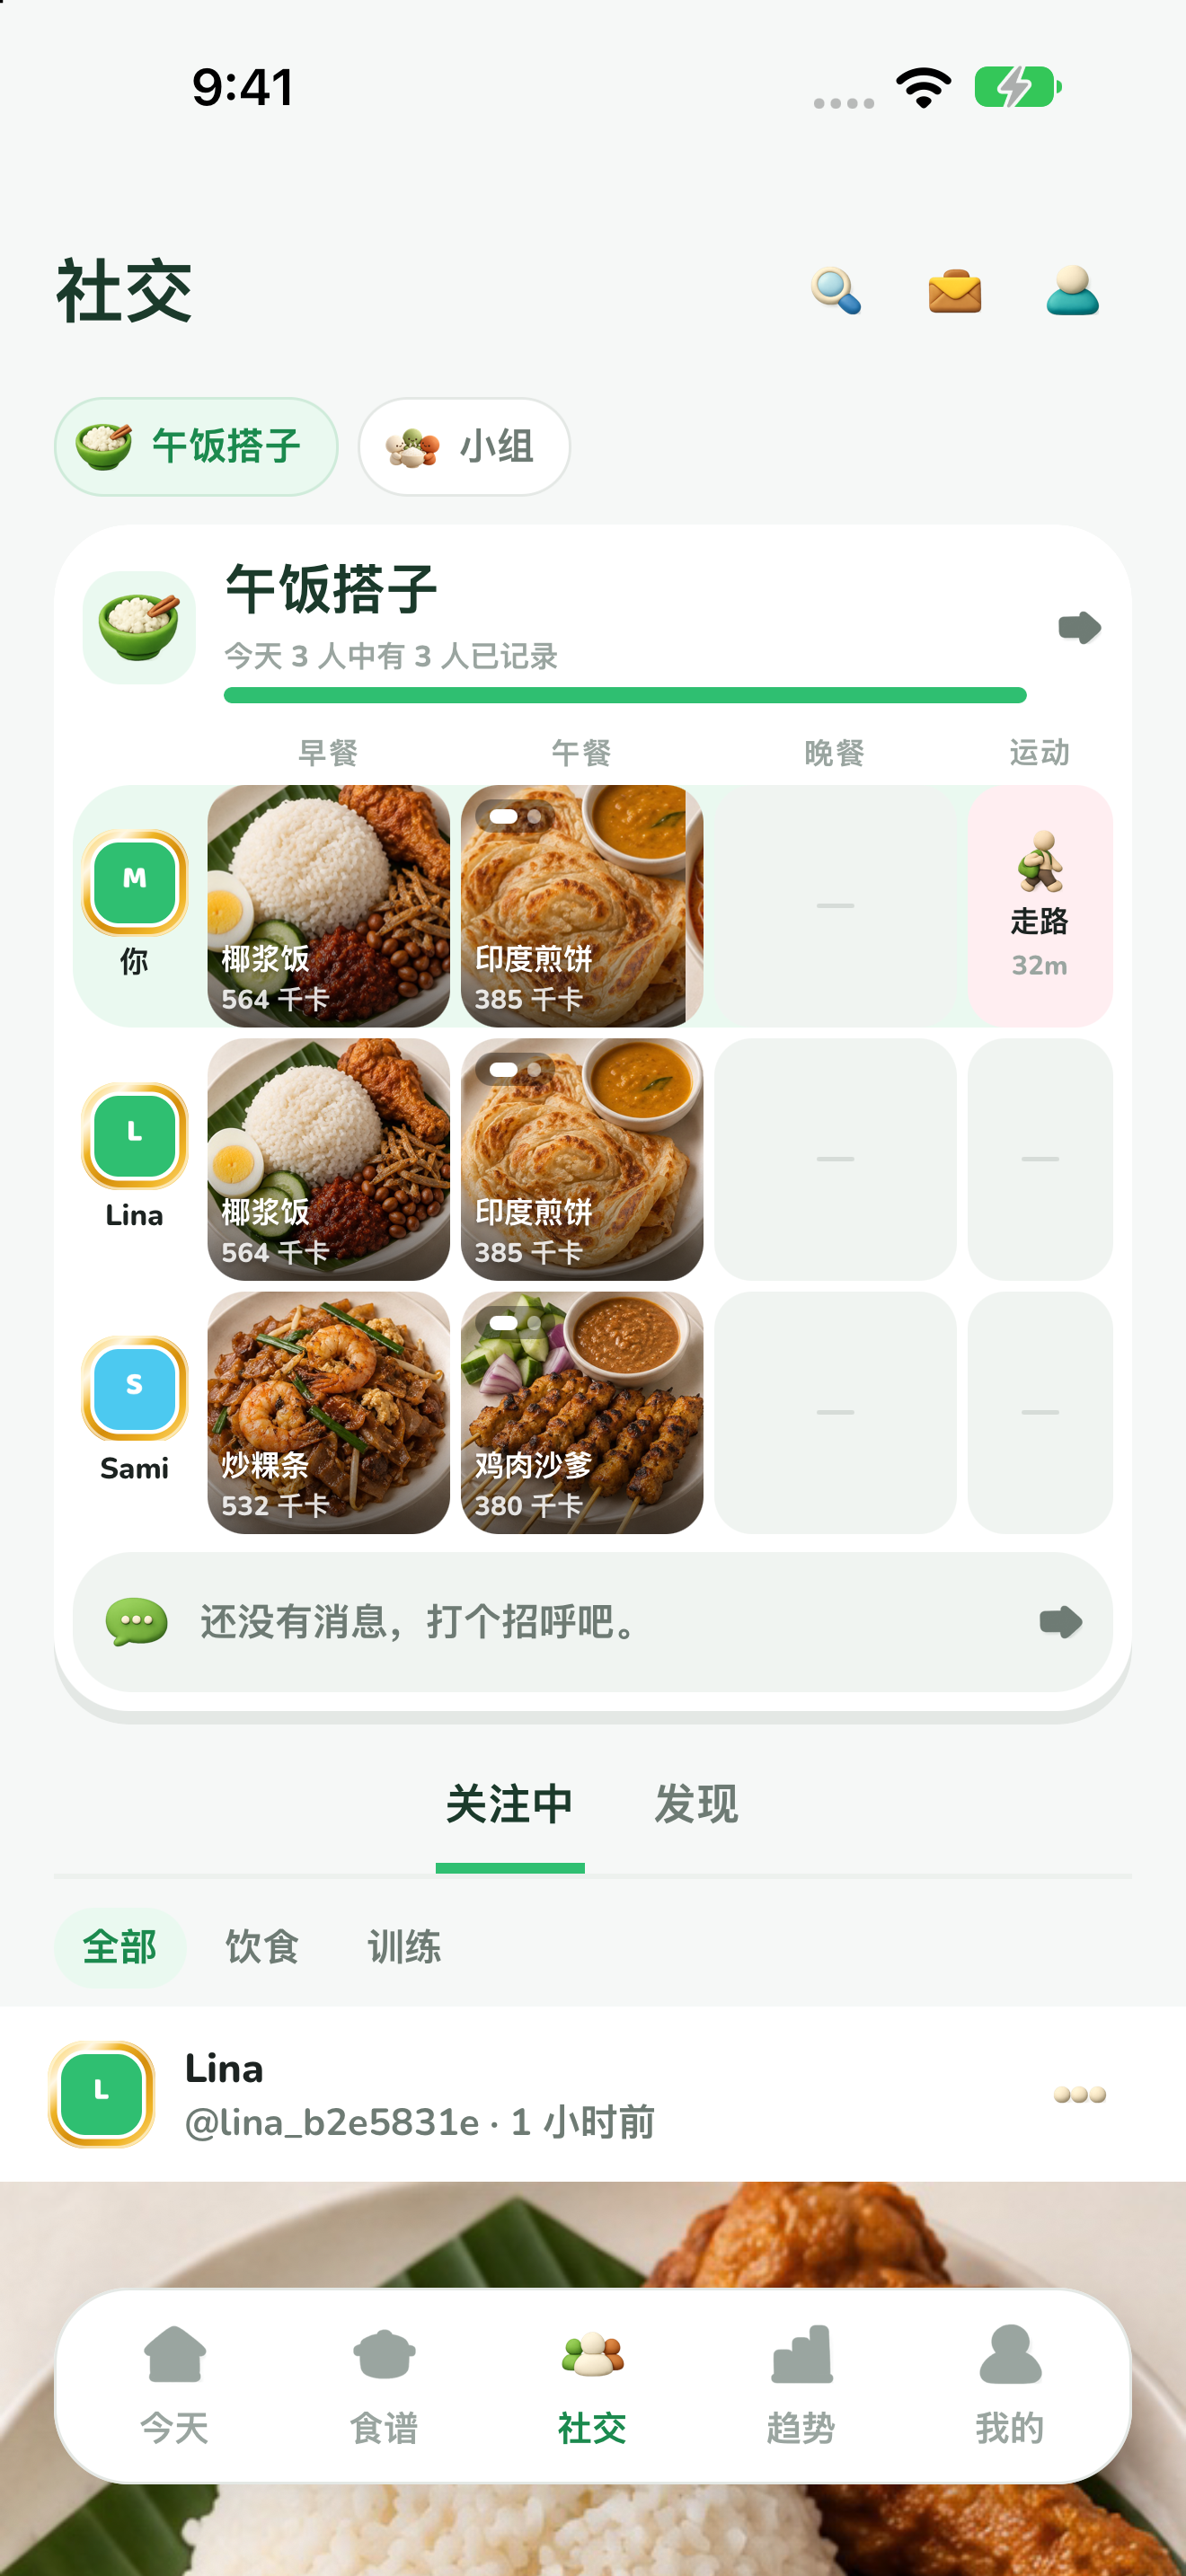 9:41
社交
午饭搭子
小组
午饭搭子
今天 3 人中有 3 人已记录
早餐 午餐 晚餐 运动
M
你
椰浆饭
564 千卡
印度煎饼
385 千卡
走路
32m
L
Lina
椰浆饭
564 千卡
印度煎饼
385 千卡
S
Sami
炒粿条
532 千卡
鸡肉沙爹
380 千卡
还没有消息，打个招呼吧。
关注中 发现
全部 饮食 训练
L
Lina
@lina_b2e5831e · 1 小时前
今天 食谱 社交 趋势 我的